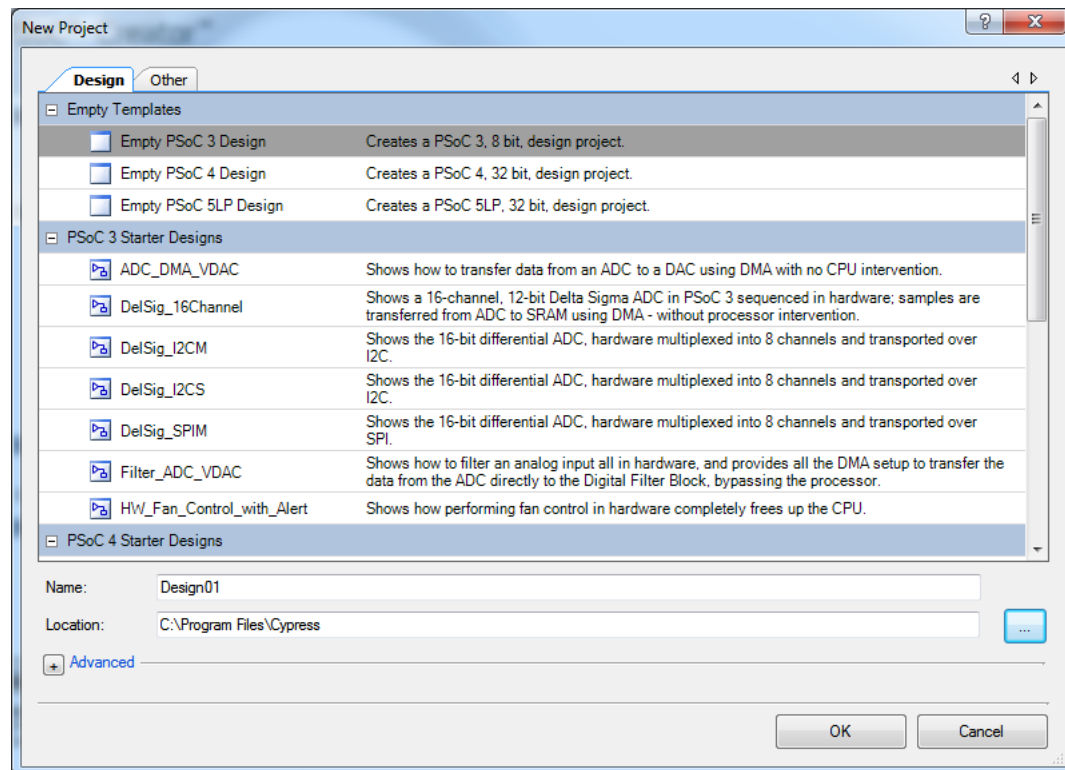 New Project
Design Other
Empty Templates
Empty PSoC 3 Design Creates a PSoC 3, 8 bit, design project.
Empty PSoC 4 Design Creates a PSoC 4, 32 bit, design project.
Empty PSoC 5LP Design Creates a PSoC 5LP, 32 bit, design project.
PSoC 3 Starter Designs
ADC_DMA_VDAC Shows how to transfer data from an ADC to a DAC using DMA with no CPU intervention.
DelSig_16Channel Shows a 16-channel, 12-bit Delta Sigma ADC in PSoC 3 sequenced in hardware; samples are
transferred from ADC to SRAM using DMA - without processor intervention.
DelSig_I2CM Shows the 16-bit differential ADC, hardware multiplexed into 8 channels and transported over
I2C.
DelSig_I2CS Shows the 16-bit differential ADC, hardware multiplexed into 8 channels and transported over
I2C.
DelSig_SPIM Shows the 16-bit differential ADC, hardware multiplexed into 8 channels and transported over
SPI.
Filter_ADC_VDAC Shows how to filter an analog input all in hardware, and provides all the DMA setup to transfer the
data from the ADC directly to the Digital Filter Block, bypassing the processor.
HW_Fan_Control_with_Alert Shows how performing fan control in hardware completely frees up the CPU.
PSoC 4 Starter Designs
Name: Design01
Location: C:\Program Files\Cypress ...
Advanced
OK Cancel